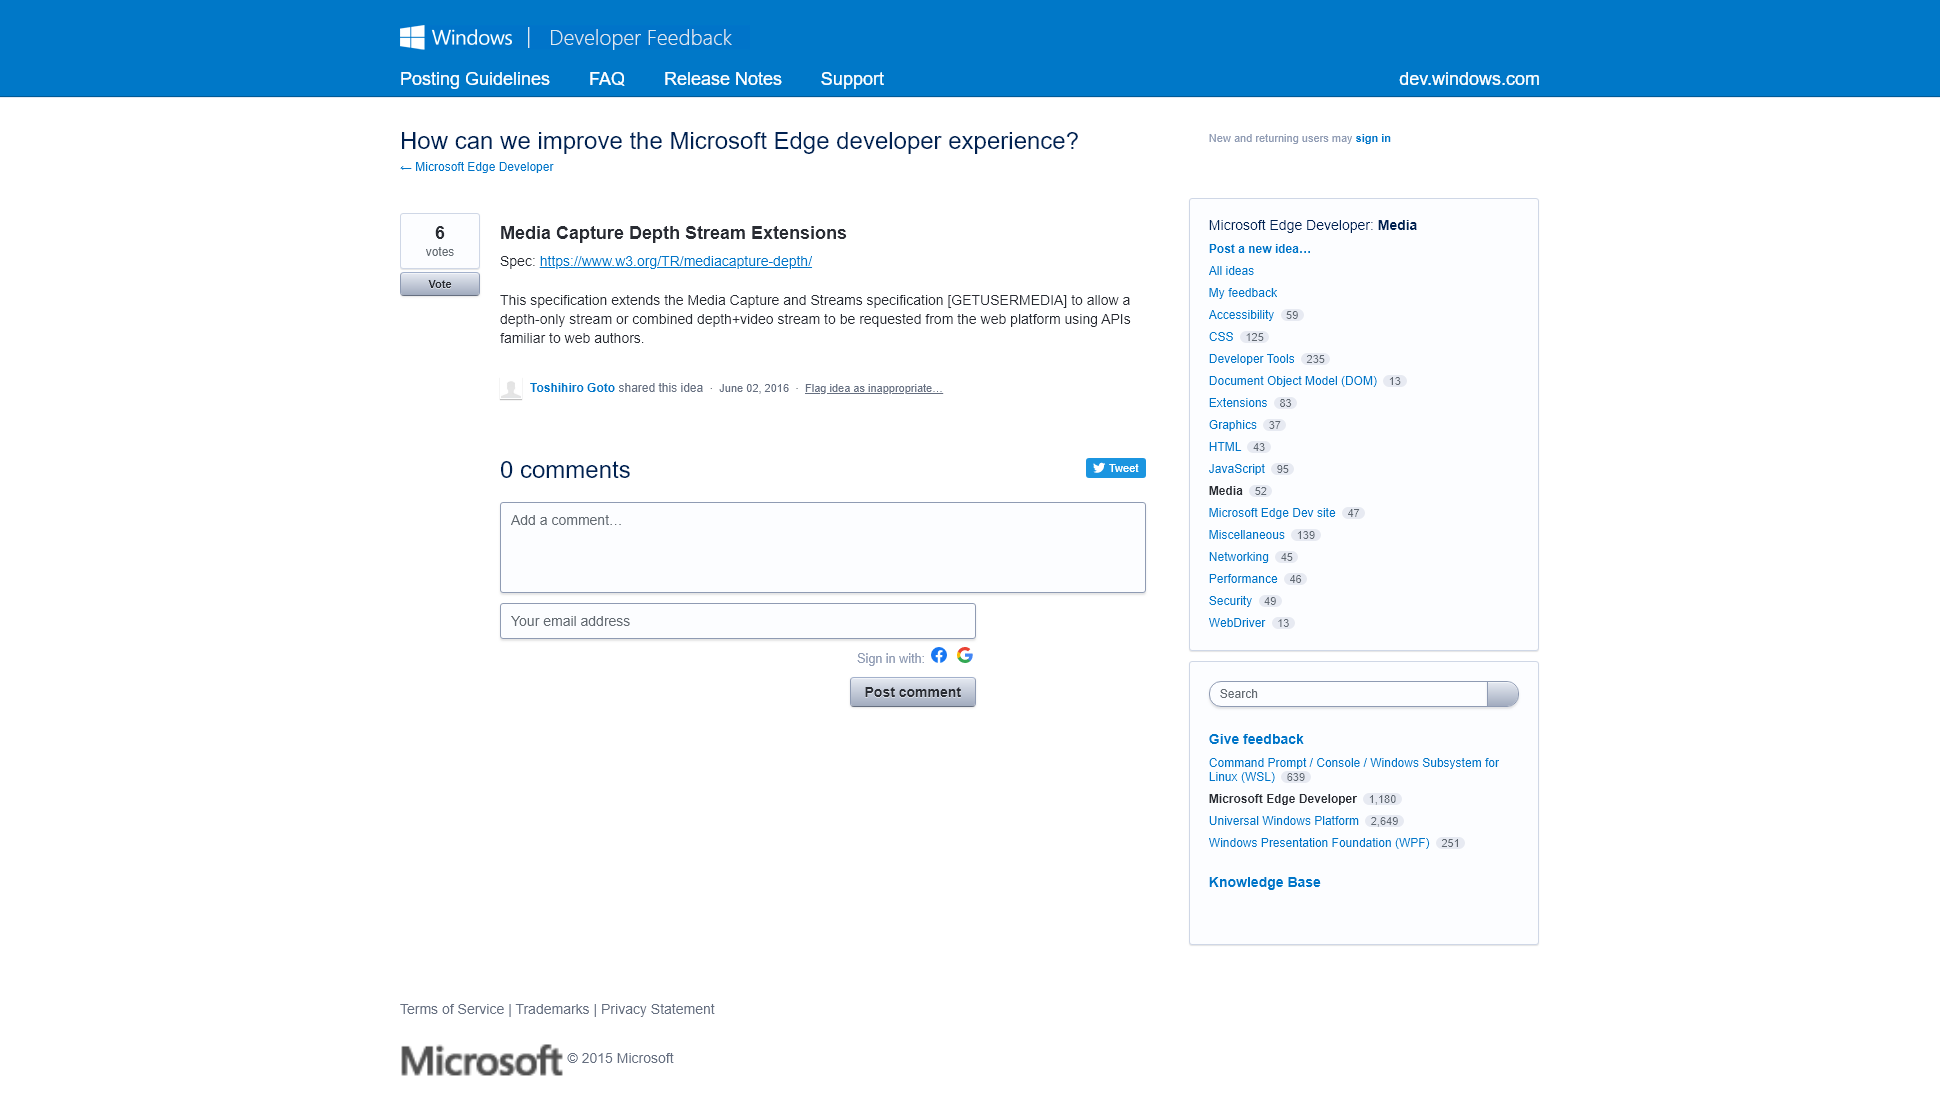 Windows | Developer Feedback
Posting Guidelines FAQ Release Notes Support dev.windows.com
How can we improve the Microsoft Edge developer experience?
← Microsoft Edge Developer
New and returning users may sign in
6
votes
Vote
Media Capture Depth Stream Extensions
Spec: https://www.w3.org/TR/mediacapture-depth/
This specification extends the Media Capture and Streams specification [GETUSERMEDIA] to allow a
depth-only stream or combined depth+video stream to be requested from the web platform using APIs
familiar to web authors.
Toshihiro Goto shared this idea · June 02, 2016 · Flag idea as inappropriate…
0 comments
Tweet
Add a comment…
Your email address
Sign in with:
Post comment
Microsoft Edge Developer: Media
Post a new idea…
All ideas
My feedback
Accessibility 59
CSS 125
Developer Tools 235
Document Object Model (DOM) 13
Extensions 83
Graphics 37
HTML 43
JavaScript 95
Media 52
Microsoft Edge Dev site 47
Miscellaneous 139
Networking 45
Performance 46
Security 49
WebDriver 13
Search
Give feedback
Command Prompt / Console / Windows Subsystem for
Linux (WSL) 639
Microsoft Edge Developer 1,180
Universal Windows Platform 2,649
Windows Presentation Foundation (WPF) 251
Knowledge Base
Terms of Service | Trademarks | Privacy Statement
Microsoft © 2015 Microsoft